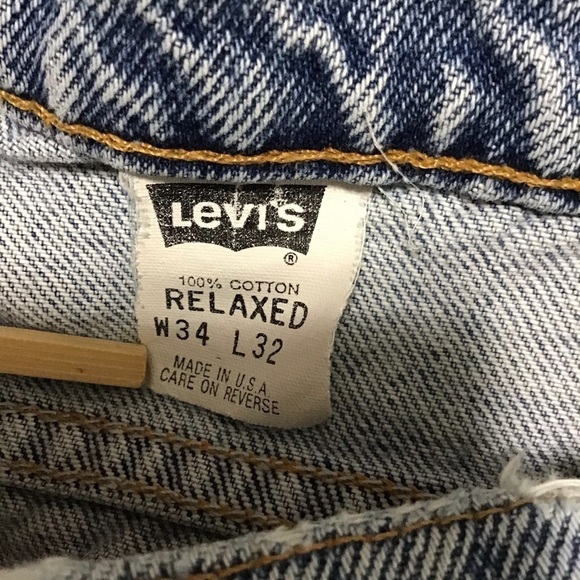 Levi's
®
100% COTTON
RELAXED
W34 L32
MADE IN U.S.A
CARE ON REVERSE